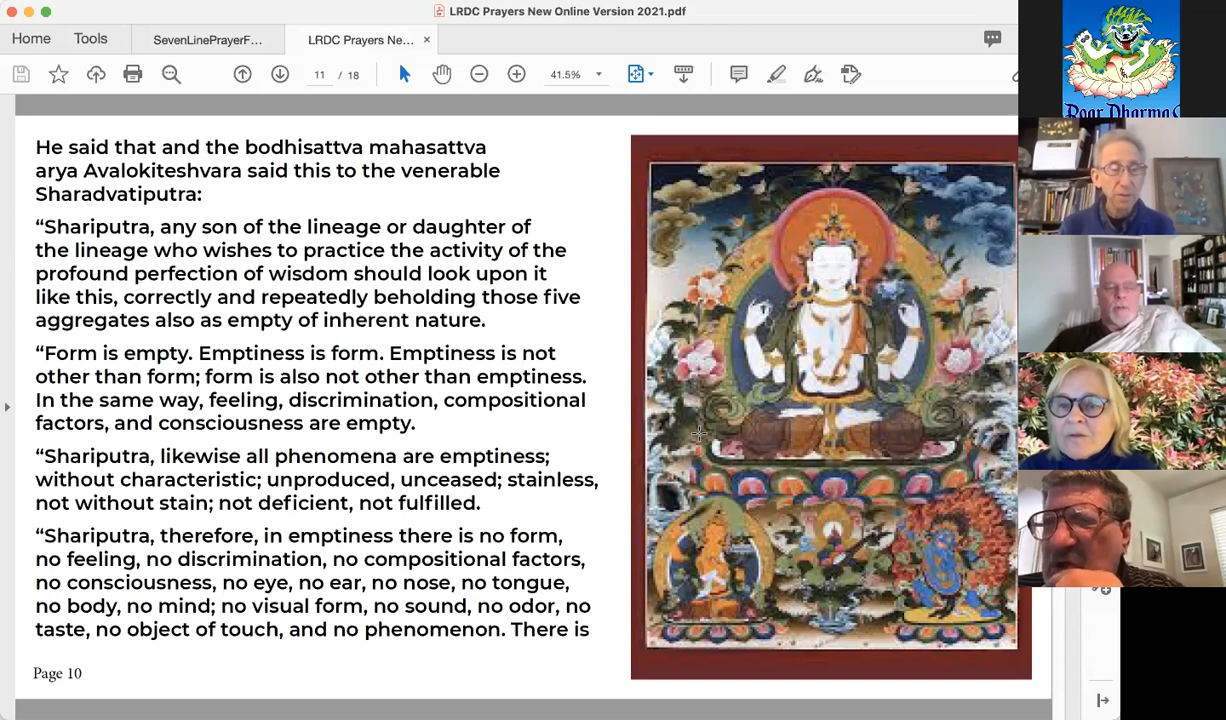 LRDC Prayers New Online Version 2021.pdf
Home
Tools
SevenLinePrayerF...
LRDC Prayers Ne... ×
11 / 18
41.5%
He said that and the bodhisattva mahasattva
arya Avalokiteshvara said this to the venerable
Sharadvatiputra:
“Shariputra, any son of the lineage or daughter of
the lineage who wishes to practice the activity of the
profound perfection of wisdom should look upon it
like this, correctly and repeatedly beholding those five
aggregates also as empty of inherent nature.
“Form is empty. Emptiness is form. Emptiness is not
other than form; form is also not other than emptiness.
In the same way, feeling, discrimination, compositional
factors, and consciousness are empty.
“Shariputra, likewise all phenomena are emptiness;
without characteristic; unproduced, unceased; stainless,
not without stain; not deficient, not fulfilled.
“Shariputra, therefore, in emptiness there is no form,
no feeling, no discrimination, no compositional factors,
no consciousness, no eye, no ear, no nose, no tongue,
no body, no mind; no visual form, no sound, no odor, no
taste, no object of touch, and no phenomenon. There is
Page 10
Roar Dharma C